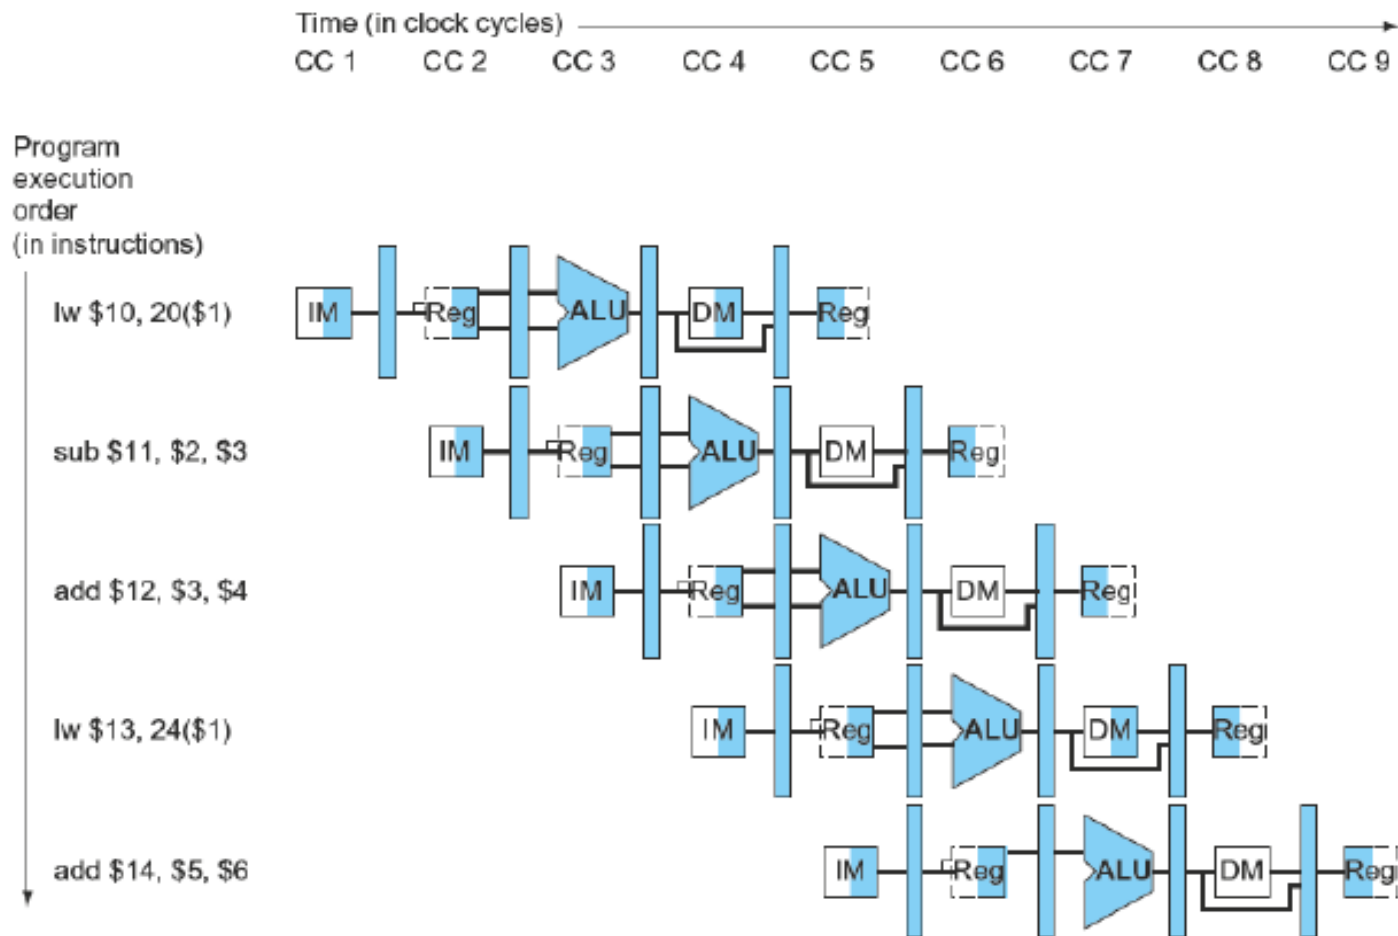 Time (in clock cycles)
CC 1 CC 2 CC 3 CC 4 CC 5 CC 6 CC 7 CC 8 CC 9
Program
execution
order
(in instructions)
lw $10, 20($1) IM Reg ALU DM Reg
sub $11, $2, $3 IM Reg ALU DM Reg
add $12, $3, $4 IM Reg ALU DM Reg
lw $13, 24($1) IM Reg ALU DM Reg
add $14, $5, $6 IM Reg ALU DM Reg